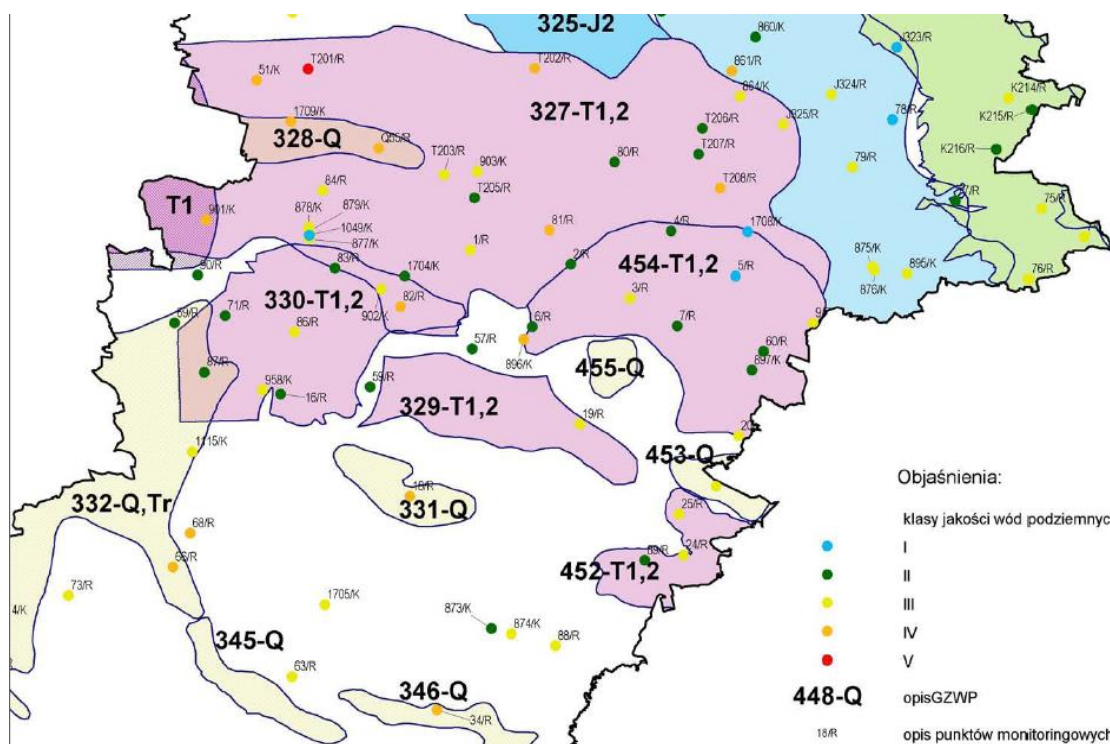 325-J2
860/K
J323/R
T201/R
T202/R
861/R
51/K
864/K
J324/R
K214/R
327-T1,2
1709/K
J325/R
78/R
K215/R
T206/R
328-Q
Q65/R
T203/R
903/K
T207/R
80/R
K216/R
79/R
84/R
T205/R
T208/R
T1
901/K
878/K
879/K
1049/K
877/K
81/R
4/R
1708/K
75/
1/R
2/R
454-T1,2
5/R
875/K
876/K
895/K
76/R
90/R
83/R
1704/K
330-T1,2
82/R
902/K
3/R
71/R
69/R
86/R
57/R
6/R
896/K
7/R
9
60/R
897/K
455-Q
87/R
958/K
16/R
59/R
329-T1,2
19/R
20
1115/K
453-Q
Objaśnienia:
332-Q,Tr
18/R
331-Q
25/R
klasy jakości wód podziemnyc
68/R
66/R
89/R
24/R
452-T1,2
I
II
III
IV
V
73/R
4/K
1705/K
873/K
874/K
88/R
345-Q
63/R
346-Q
34/R
448-Q
opisGZWP
18/R
opis punktów monitoringowych